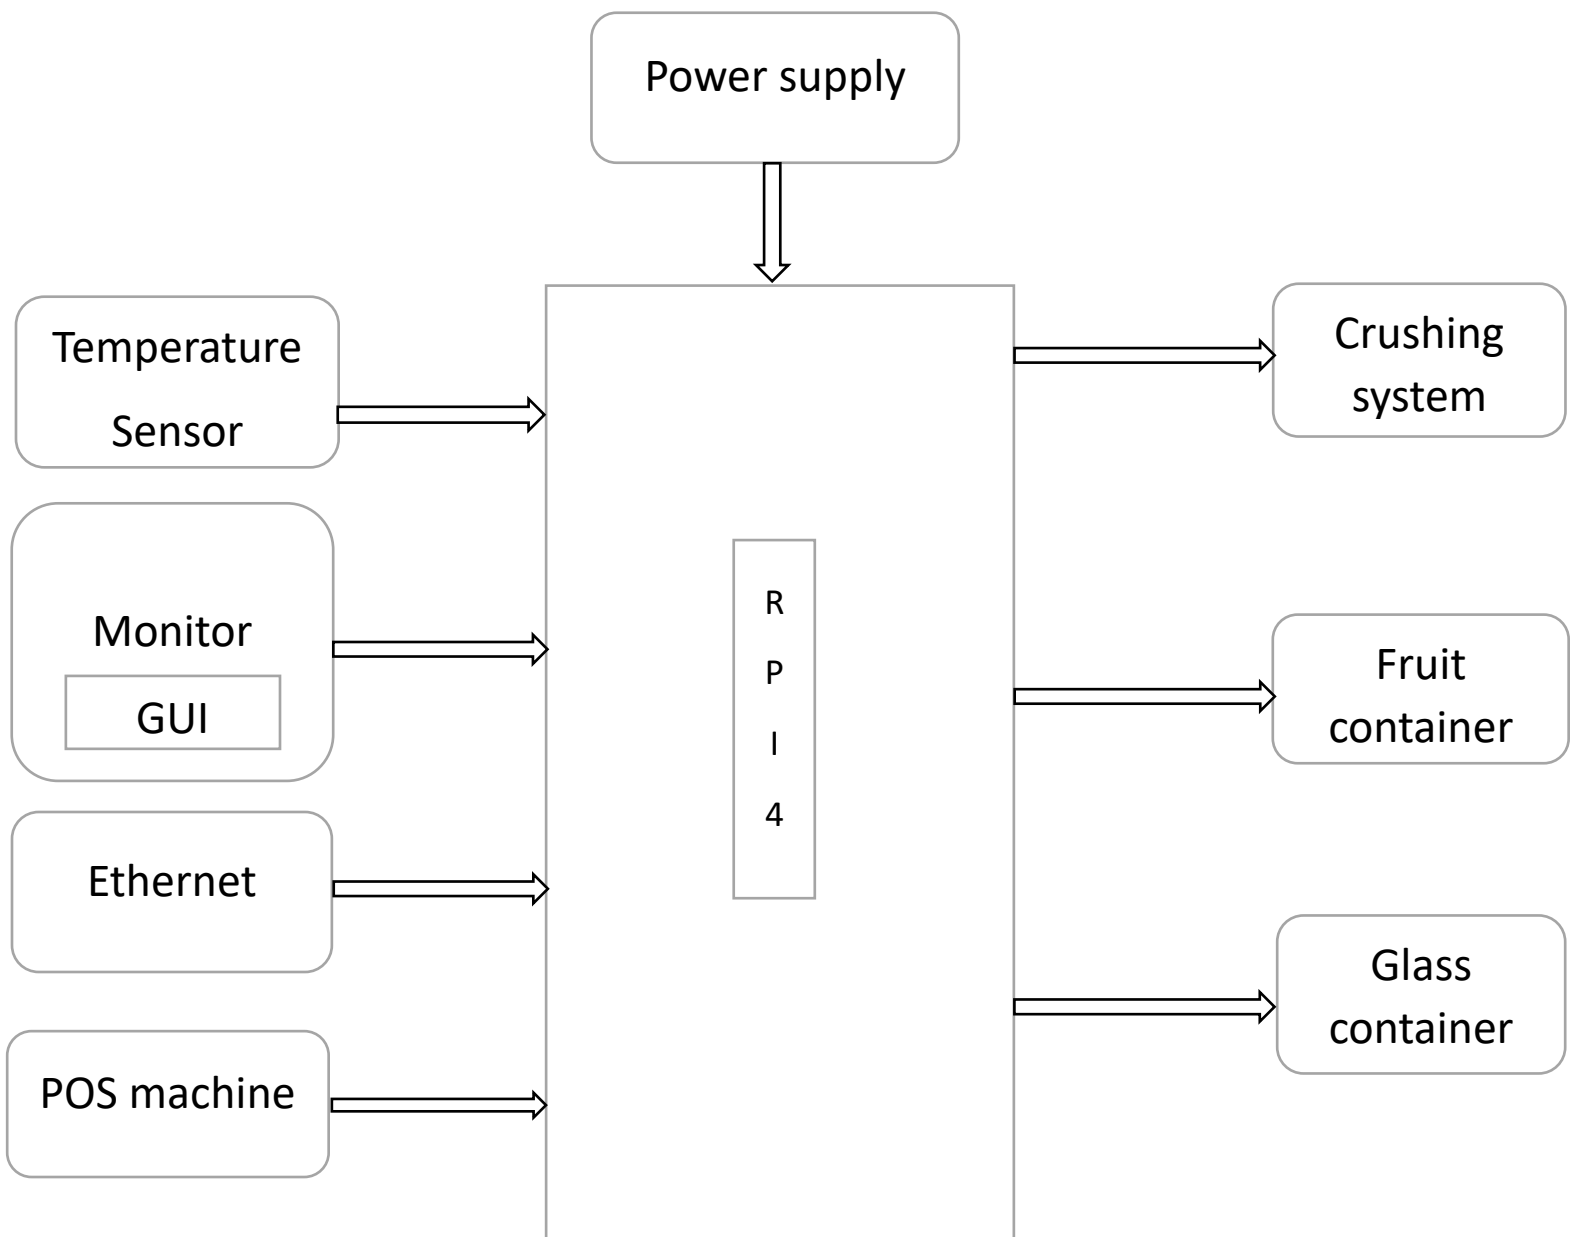 Power supply
Temperature
Sensor
Monitor
GUI
Ethernet
POS machine
R
P
I
4
Crushing
system
Fruit
container
Glass
container